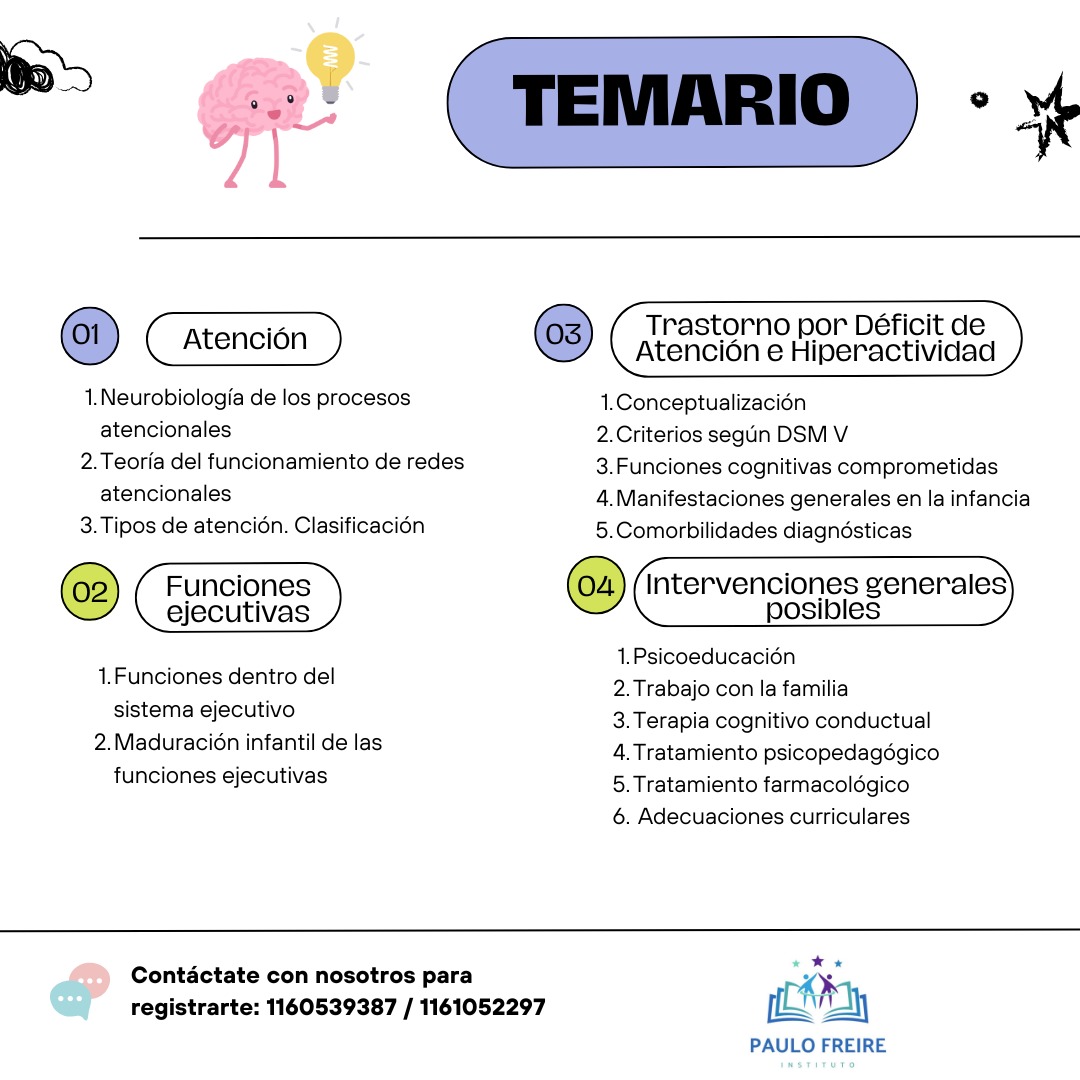 TEMARIO
01
Atención
1. Neurobiología de los procesos
atencionales
2. Teoría del funcionamiento de redes
atencionales
3. Tipos de atención. Clasificación
02
Funciones
ejecutivas
1. Funciones dentro del
sistema ejecutivo
2. Maduración infantil de las
funciones ejecutivas
03
Trastorno por Déficit de
Atención e Hiperactividad
1. Conceptualización
2. Criterios según DSM V
3. Funciones cognitivas comprometidas
4. Manifestaciones generales en la infancia
5. Comorbilidades diagnósticas
04
Intervenciones generales
posibles
1. Psicoeducación
2. Trabajo con la familia
3. Terapia cognitivo conductual
4. Tratamiento psicopedagógico
5. Tratamiento farmacológico
6. Adecuaciones curriculares
Contáctate con nosotros para
registrarte: 1160539387 / 1161052297
PAULO FREIRE
INSTITUTO